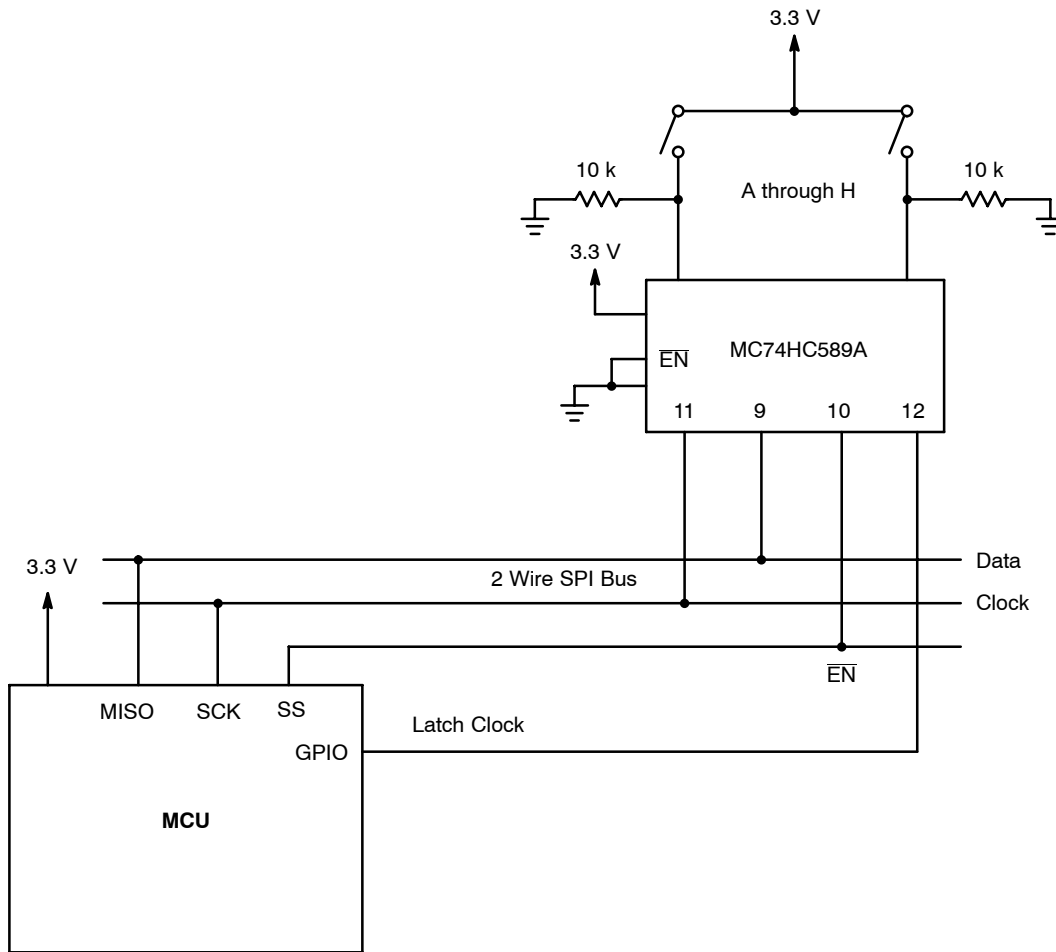 3.3 V
10 k
A through H
10 k
3.3 V
MC74HC589A
EN
11 9 10 12
Data
3.3 V
2 Wire SPI Bus
Clock
EN
MISO SCK SS
Latch Clock
GPIO
MCU